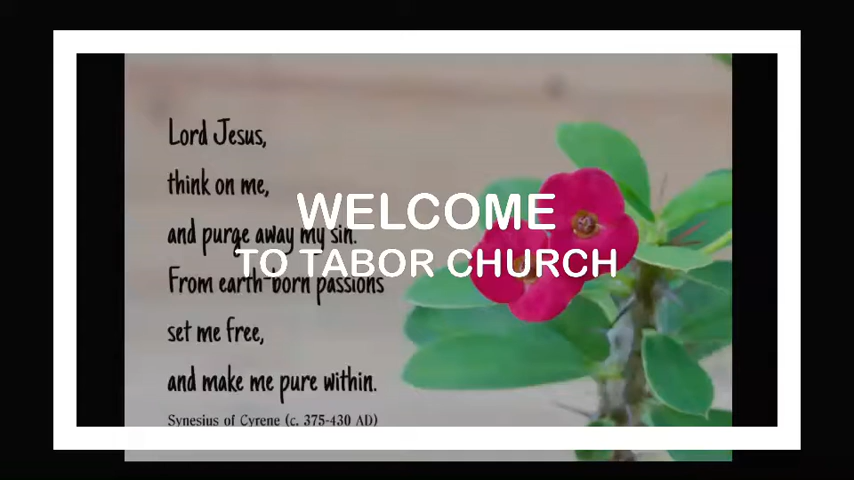 Lord Jesus,
think on me,
and purge away my sin.
From earth-born passions
set me free,
and make me pure within.
Synesius of Cyrene (c. 375-430 AD)
WELCOME
TO TABOR CHURCH